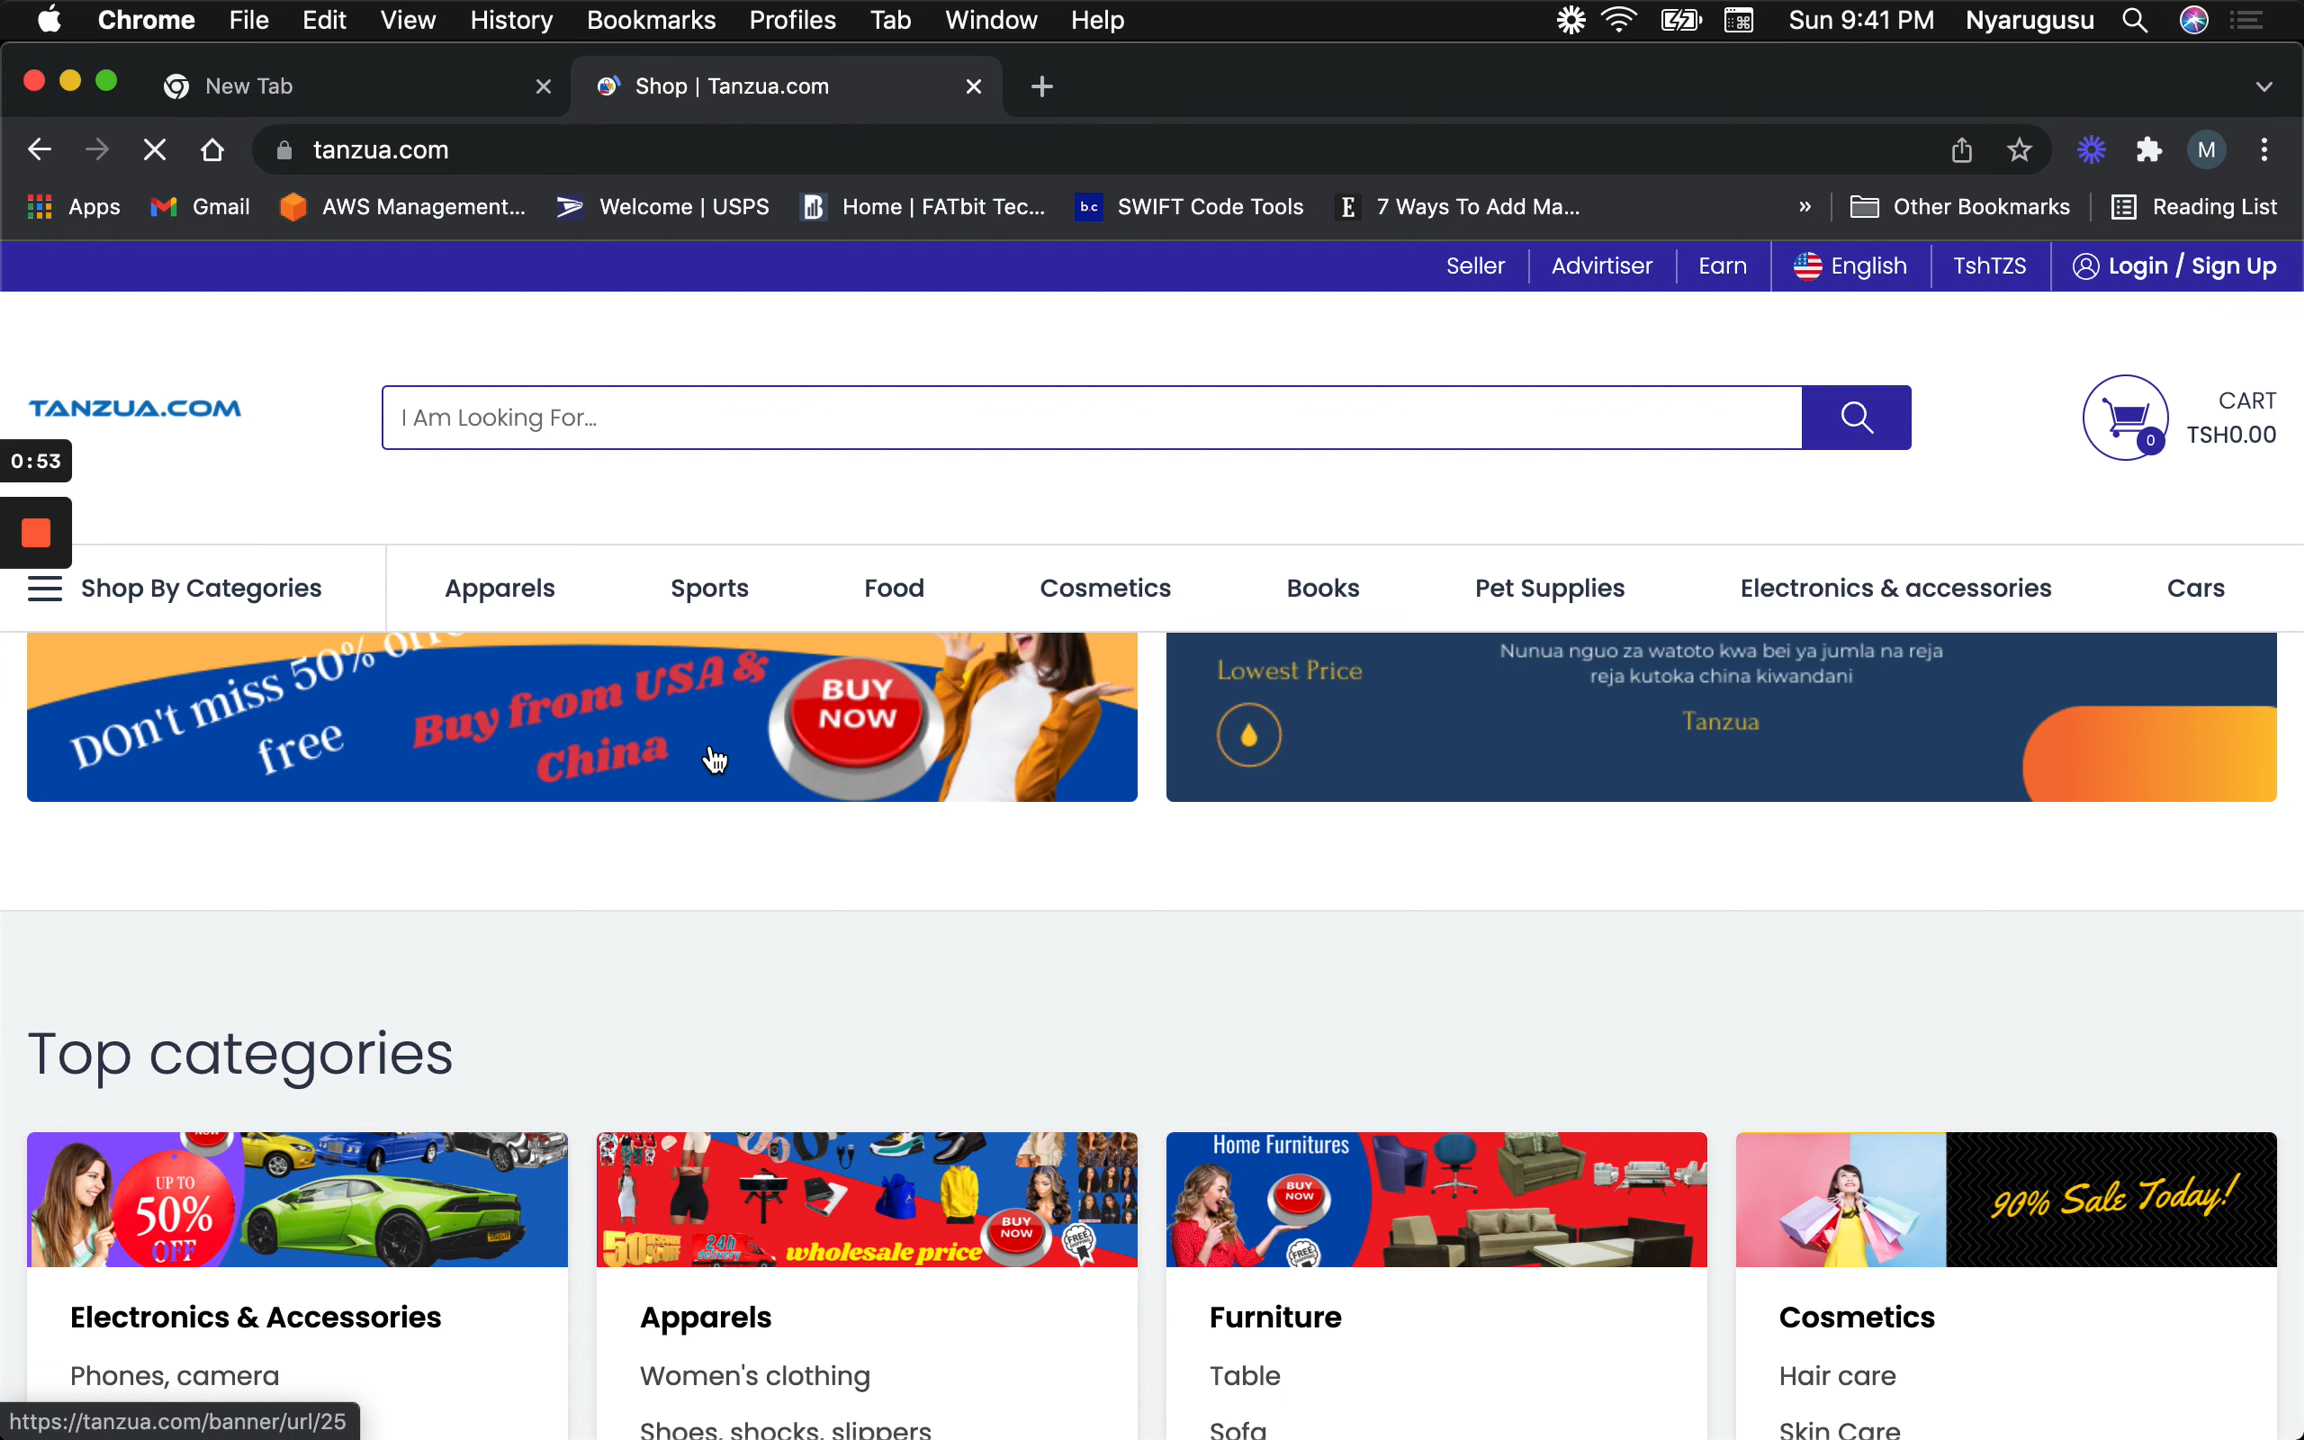 Chrome File Edit View History Bookmarks Profiles Tab Window Help Sun 9:41 PM Nyarugusu
New Tab Shop | Tanzua.com
tanzua.com M
Apps Gmail AWS Management... Welcome | USPS Home | FATbit Tec... b.c SWIFT Code Tools E 7 Ways To Add Ma... » Other Bookmarks Reading List
Seller Advirtiser Earn English TshTZS Login / Sign Up
TANZUA.COM
I Am Looking For...
0
CART
TSH0.00
0:53
Shop By Categories Apparels Sports Food Cosmetics Books Pet Supplies Electronics & accessories Cars
DOn't miss 50%
free
Buy from USA &
China
BUY
NOW
Lowest Price
Nunua nguo za watoto kwa bei ya jumla na reja
reja kutoka china kiwandani
Tanzua
Top categories
UP TO
50%
OFF
50%
24h
delivery
wholesale price
BUY
NOW
FREE
Home Furnitures
BUY
NOW
FREE
90% Sale Today!
Electronics & Accessories
Phones, camera
Apparels
Women's clothing
Shoes, shocks, slippers
Furniture
Table
Sofa
Cosmetics
Hair care
Skin Care
https://tanzua.com/banner/url/25